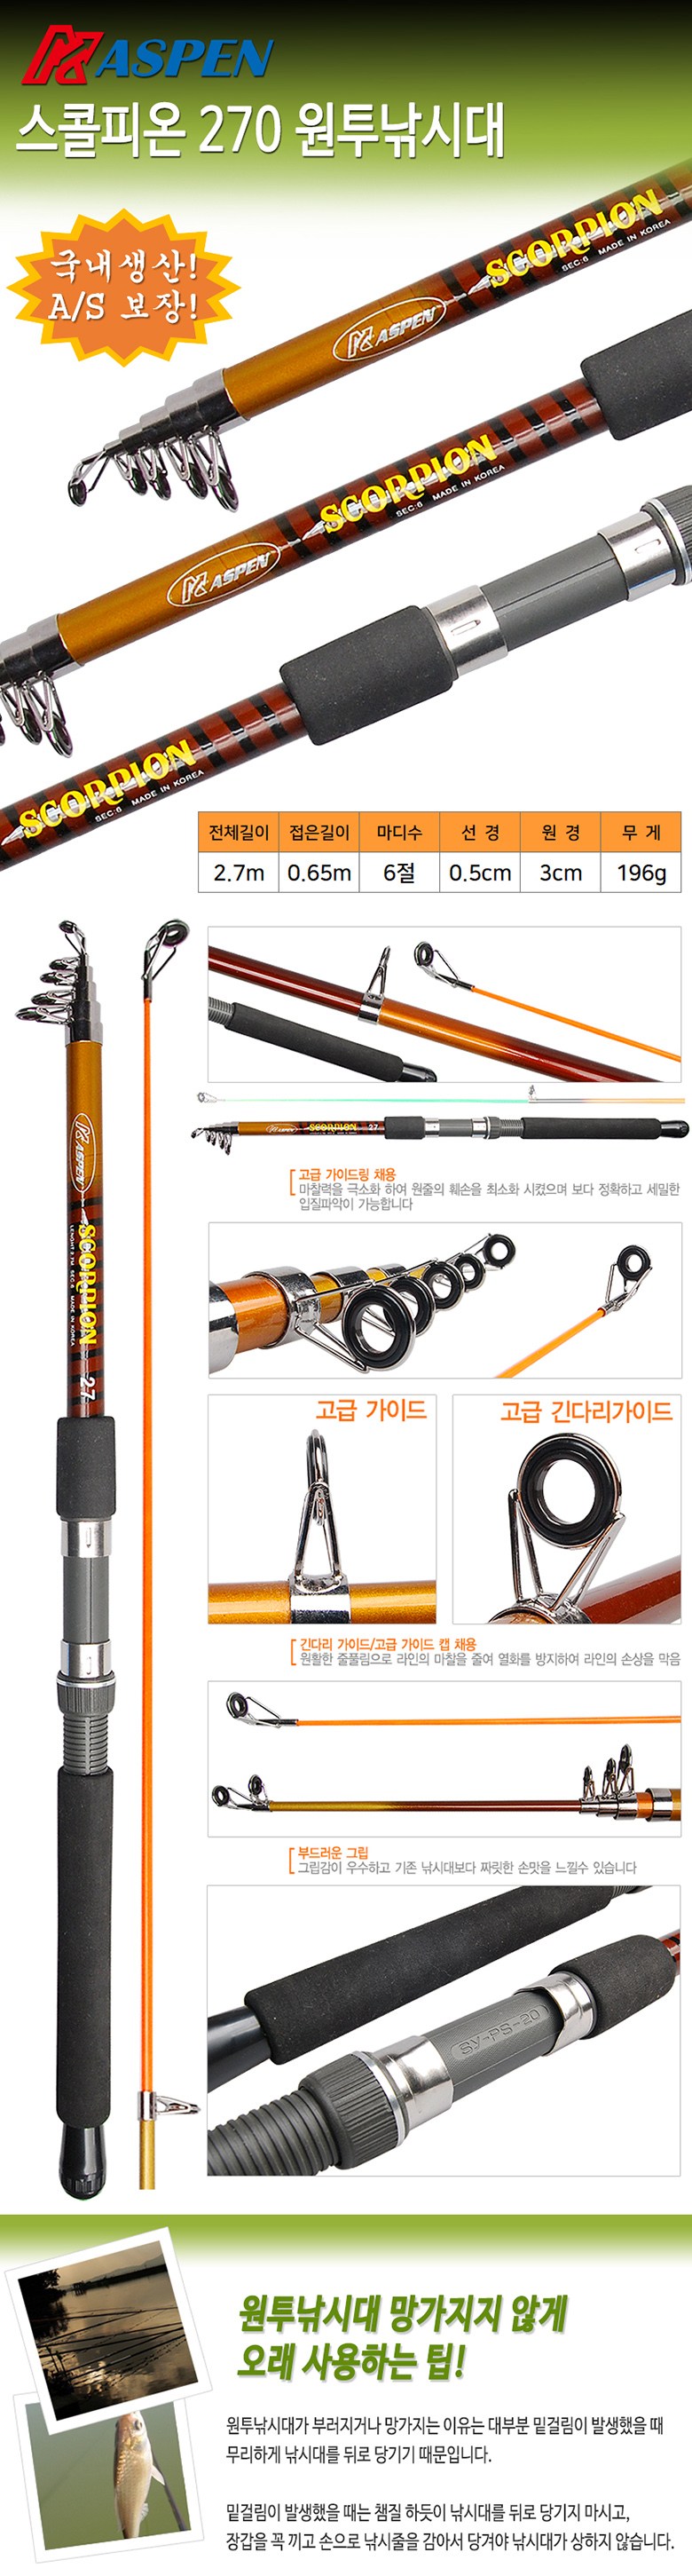 ASPEN
스콜피온 270 원투낚시대
국내생산!
A/S 보장!
SCORPION
SEC:6 MADE IN KOREA
ASPEN
SCORPION
SEC:6 MADE IN KOREA
ASPEN
SCORPION
SEC:6 MADE IN KOREA
전체길이 접은길이 마디수 선 경 원 경 무 게
2.7m 0.65m 6절 0.5cm 3cm 196g
ASPEN
SCORPION
SEC:6 MADE IN KOREA
27
ASPEN SCORPION 27
고급 가이드링 채용
마찰력을 극소화 하여 원줄의 훼손을 최소화 시켰으며 보다 정확하고 세밀한
입질파악이 가능합니다
고급 가이드
고급 긴다리가이드
긴다리 가이드/고급 가이드 캡 채용
원활한 줄풀림으로 라인의 마찰을 줄여 열화를 방지하여 라인의 손상을 막음
부드러운 그립
그립감이 우수하고 기존 낚시대보다 짜릿한 손맛을 느낄수 있습니다
SY-PS-20
원투낚시대 망가지지 않게
오래 사용하는 팁!
원투낚시대가 부러지거나 망가지는 이유는 대부분 밑걸림이 발생했을 때
무리하게 낚시대를 뒤로 당기기 때문입니다.
밑걸림이 발생했을 때는 챔질 하듯이 낚시대를 뒤로 당기지 마시고,
장갑을 꼭 끼고 손으로 낚시줄을 감아서 당겨야 낚시대가 상하지 않습니다.